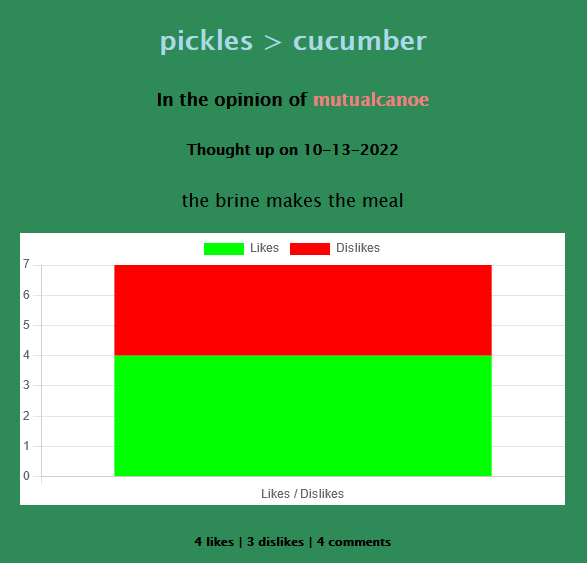 pickles > cucumber
In the opinion of mutualcanoe
Thought up on 10-13-2022
the brine makes the meal
Likes Dislikes
7
6
5
4
3
2
1
0
Likes / Dislikes
4 likes | 3 dislikes | 4 comments